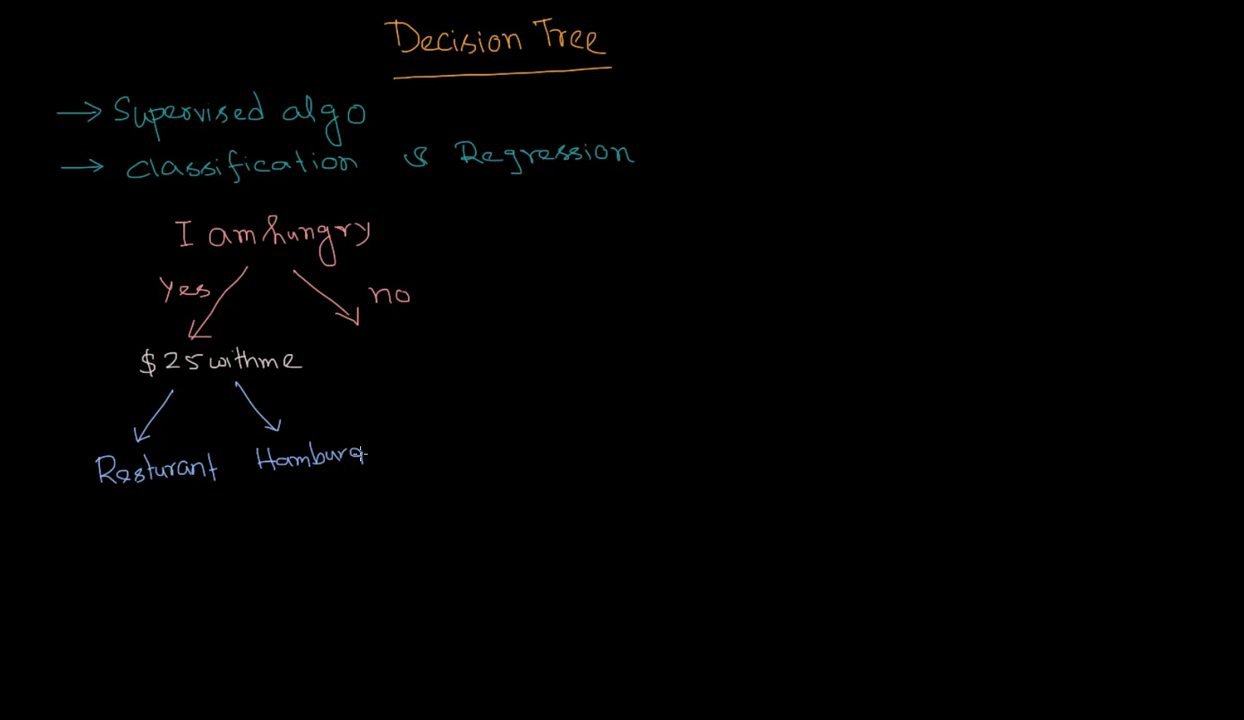 Decision Tree
→ Supervised algo
→ Classification & Regression
I am hungry
Yes no
$25 with me
Resturant Hamburg